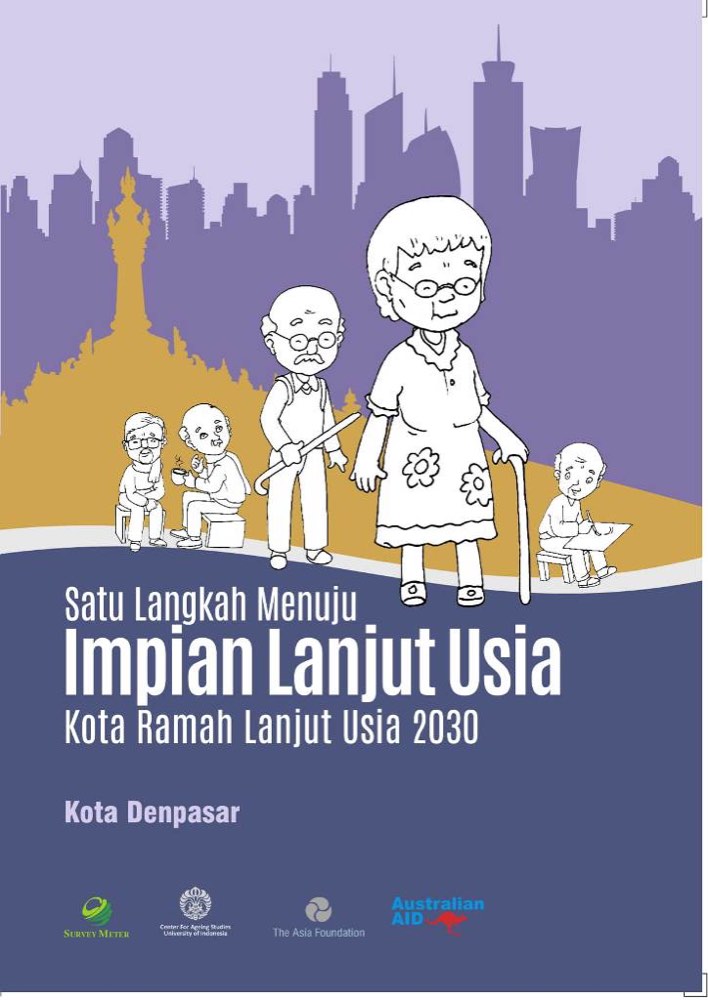 Satu Langkah Menuju
Impian Lanjut Usia
Kota Ramah Lanjut Usia 2030
Kota Denpasar
SURVEY METER
Center For Ageing Studies
University of Indonesia
The Asia Foundation
Australian
AID